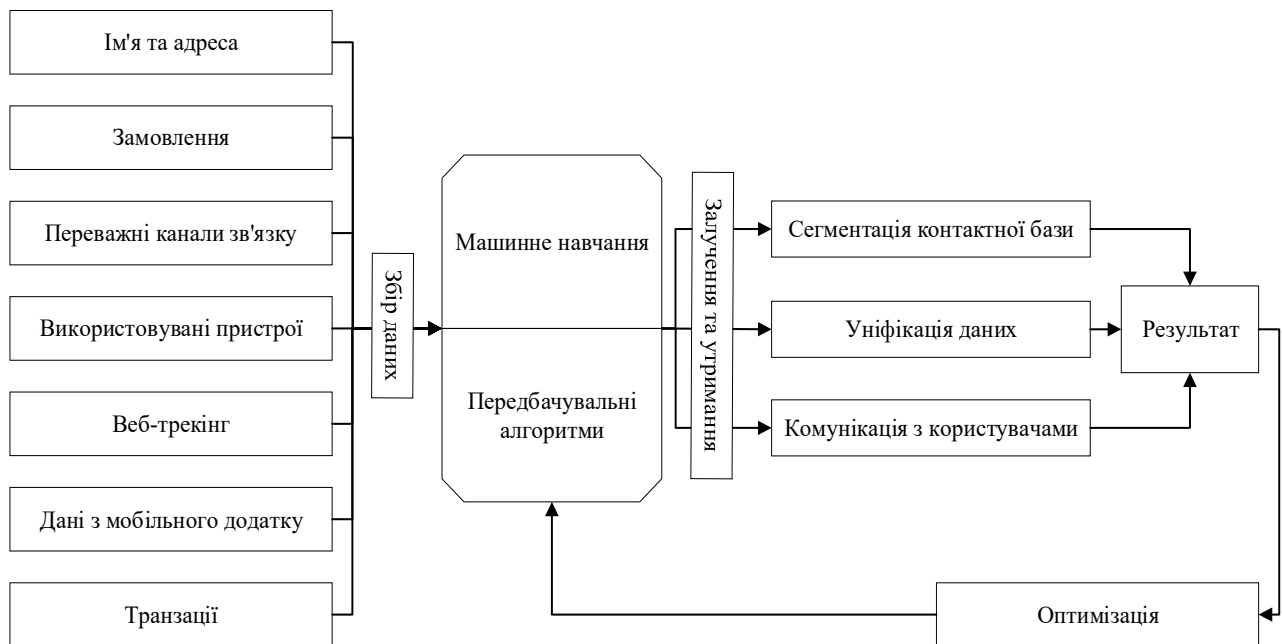 Ім'я та адреса
Замовлення
Переважні канали зв'язку
Використовувані пристрої
Веб-трекінг
Дані з мобільного додатку
Транзації
Збір даних
Машинне навчання
Передбачувальні
алгоритми
Залучення та утримання
Сегментація контактної бази
Уніфікація даних
Комунікація з користувачами
Результат
Оптимізація